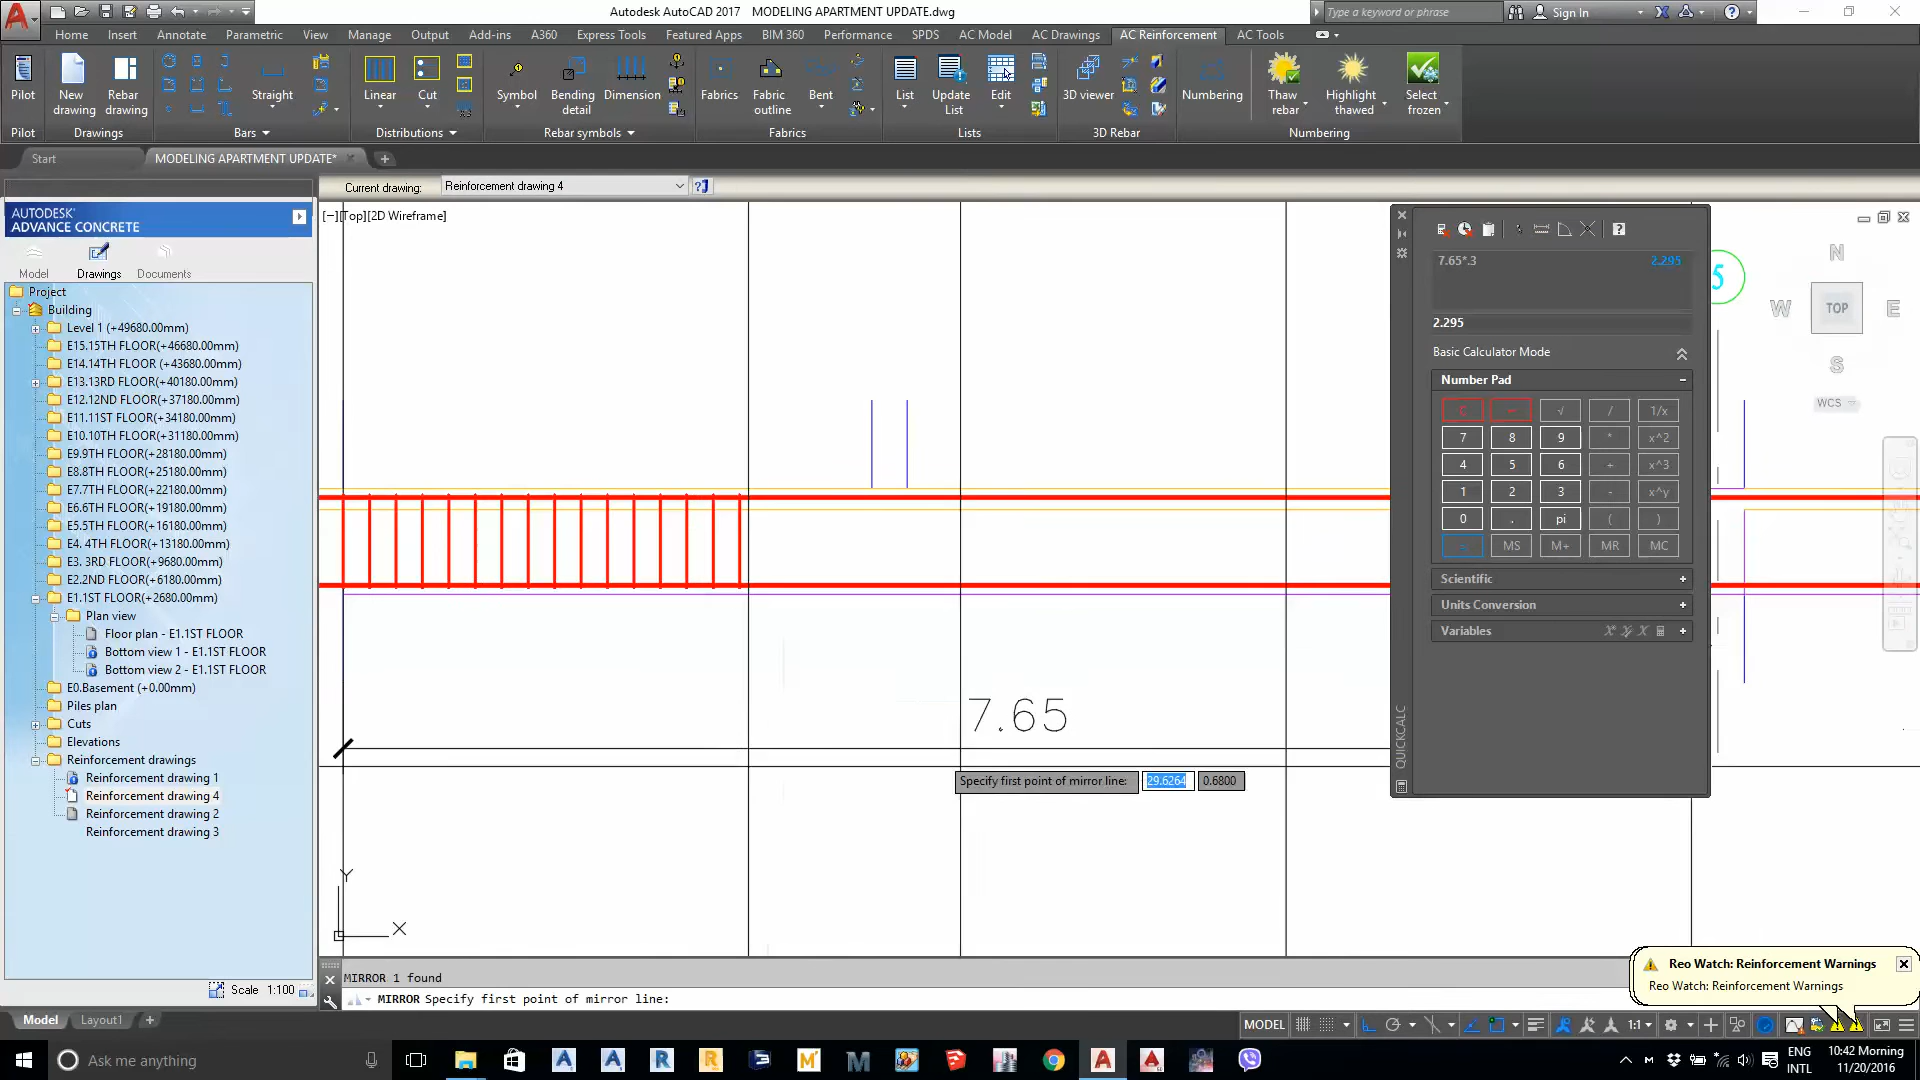 Autodesk AutoCAD 2017 MODELING APARTMENT UPDATE.dwg
Type a keyword or phrase
Sign In
Home Insert Annotate Parametric View Manage Output Add-ins A360 Express Tools Featured Apps BIM 360 Performance SPDS AC Model AC Drawings AC Reinforcement AC Tools
Pilot
New drawing
Rebar drawing
Straight
Linear
Cut
Symbol
Bending detail
Dimension
Fabrics
Fabric outline
Bent
List
Update List
Edit
3D viewer
Numbering
Thaw rebar
Highlight thawed
Select frozen
Pilot Drawings Bars Distributions Rebar symbols Fabrics Lists 3D Rebar Numbering
Start MODELING APARTMENT UPDATE*
Current drawing: Reinforcement drawing 4
[−][Top][2D Wireframe]
AUTODESK'
ADVANCE CONCRETE
Model Drawings Documents
Project
Building
Level 1 (+49680.00mm)
E15.15TH FLOOR(+46680.00mm)
E14.14TH FLOOR (+43680.00mm)
E13.13RD FLOOR(+40180.00mm)
E12.12ND FLOOR(+37180.00mm)
E11.11ST FLOOR(+34180.00mm)
E10.10TH FLOOR(+31180.00mm)
E9.9TH FLOOR(+28180.00mm)
E8.8TH FLOOR(+25180.00mm)
E7.7TH FLOOR(+22180.00mm)
E6.6TH FLOOR(+19180.00mm)
E5.5TH FLOOR(+16180.00mm)
E4. 4TH FLOOR(+13180.00mm)
E3. 3RD FLOOR(+9680.00mm)
E2.2ND FLOOR(+6180.00mm)
E1.1ST FLOOR(+2680.00mm)
Plan view
Floor plan - E1.1ST FLOOR
Bottom view 1 - E1.1ST FLOOR
Bottom view 2 - E1.1ST FLOOR
E0.Basement (+0.00mm)
Piles plan
Cuts
Elevations
Reinforcement drawings
Reinforcement drawing 1
Reinforcement drawing 4
Reinforcement drawing 2
Reinforcement drawing 3
Scale 1:100
7.65
Specify first point of mirror line: 29.6264 0.6800
Y
X
7.65*.3 2.295
2.295
Basic Calculator Mode
Number Pad
C √ / 1/x
7 8 9 * x^2
4 5 6 + x^3
1 2 3 - x^y
0 . pi ( )
= MS M+ MR MC
Scientific
Units Conversion
Variables
QUICKCALC
5
N
W TOP E
S
WCS
MIRROR 1 found
MIRROR Specify first point of mirror line:
Reo Watch: Reinforcement Warnings
Reo Watch: Reinforcement Warnings
Model Layout1
MODEL 1:1
Ask me anything
ENG
INTL
10:42 Morning
11/20/2016